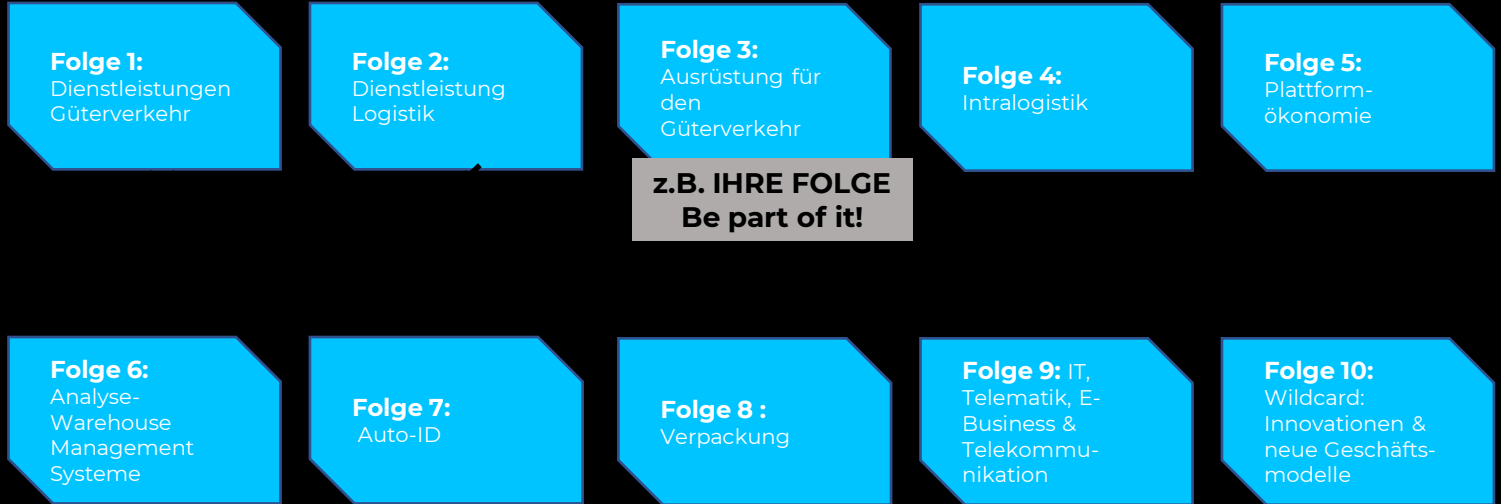 Folge 1:
Dienstleistungen
Güterverkehr
Folge 2:
Dienstleistung
Logistik
Folge 3:
Ausrüstung für
den
Güterverkehr
Folge 4:
Intralogistik
Folge 5:
Plattform-
ökonomie
z.B. IHRE FOLGE
Be part of it!
Folge 6:
Analyse-
Warehouse
Management
Systeme
Folge 7:
Auto-ID
Folge 8 :
Verpackung
Folge 9: IT,
Telematik, E-
Business &
Telekommu-
nikation
Folge 10:
Wildcard:
Innovationen &
neue Geschäfts-
modelle